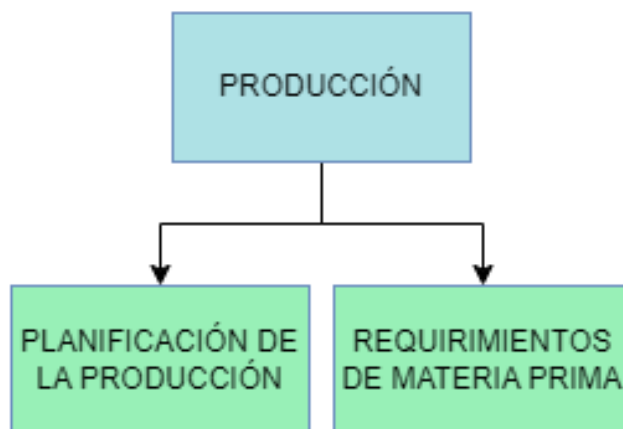 PRODUCCIÓN
PLANIFICACIÓN DE
LA PRODUCCIÓN
REQUIRIMIENTOS
DE MATERIA PRIMA